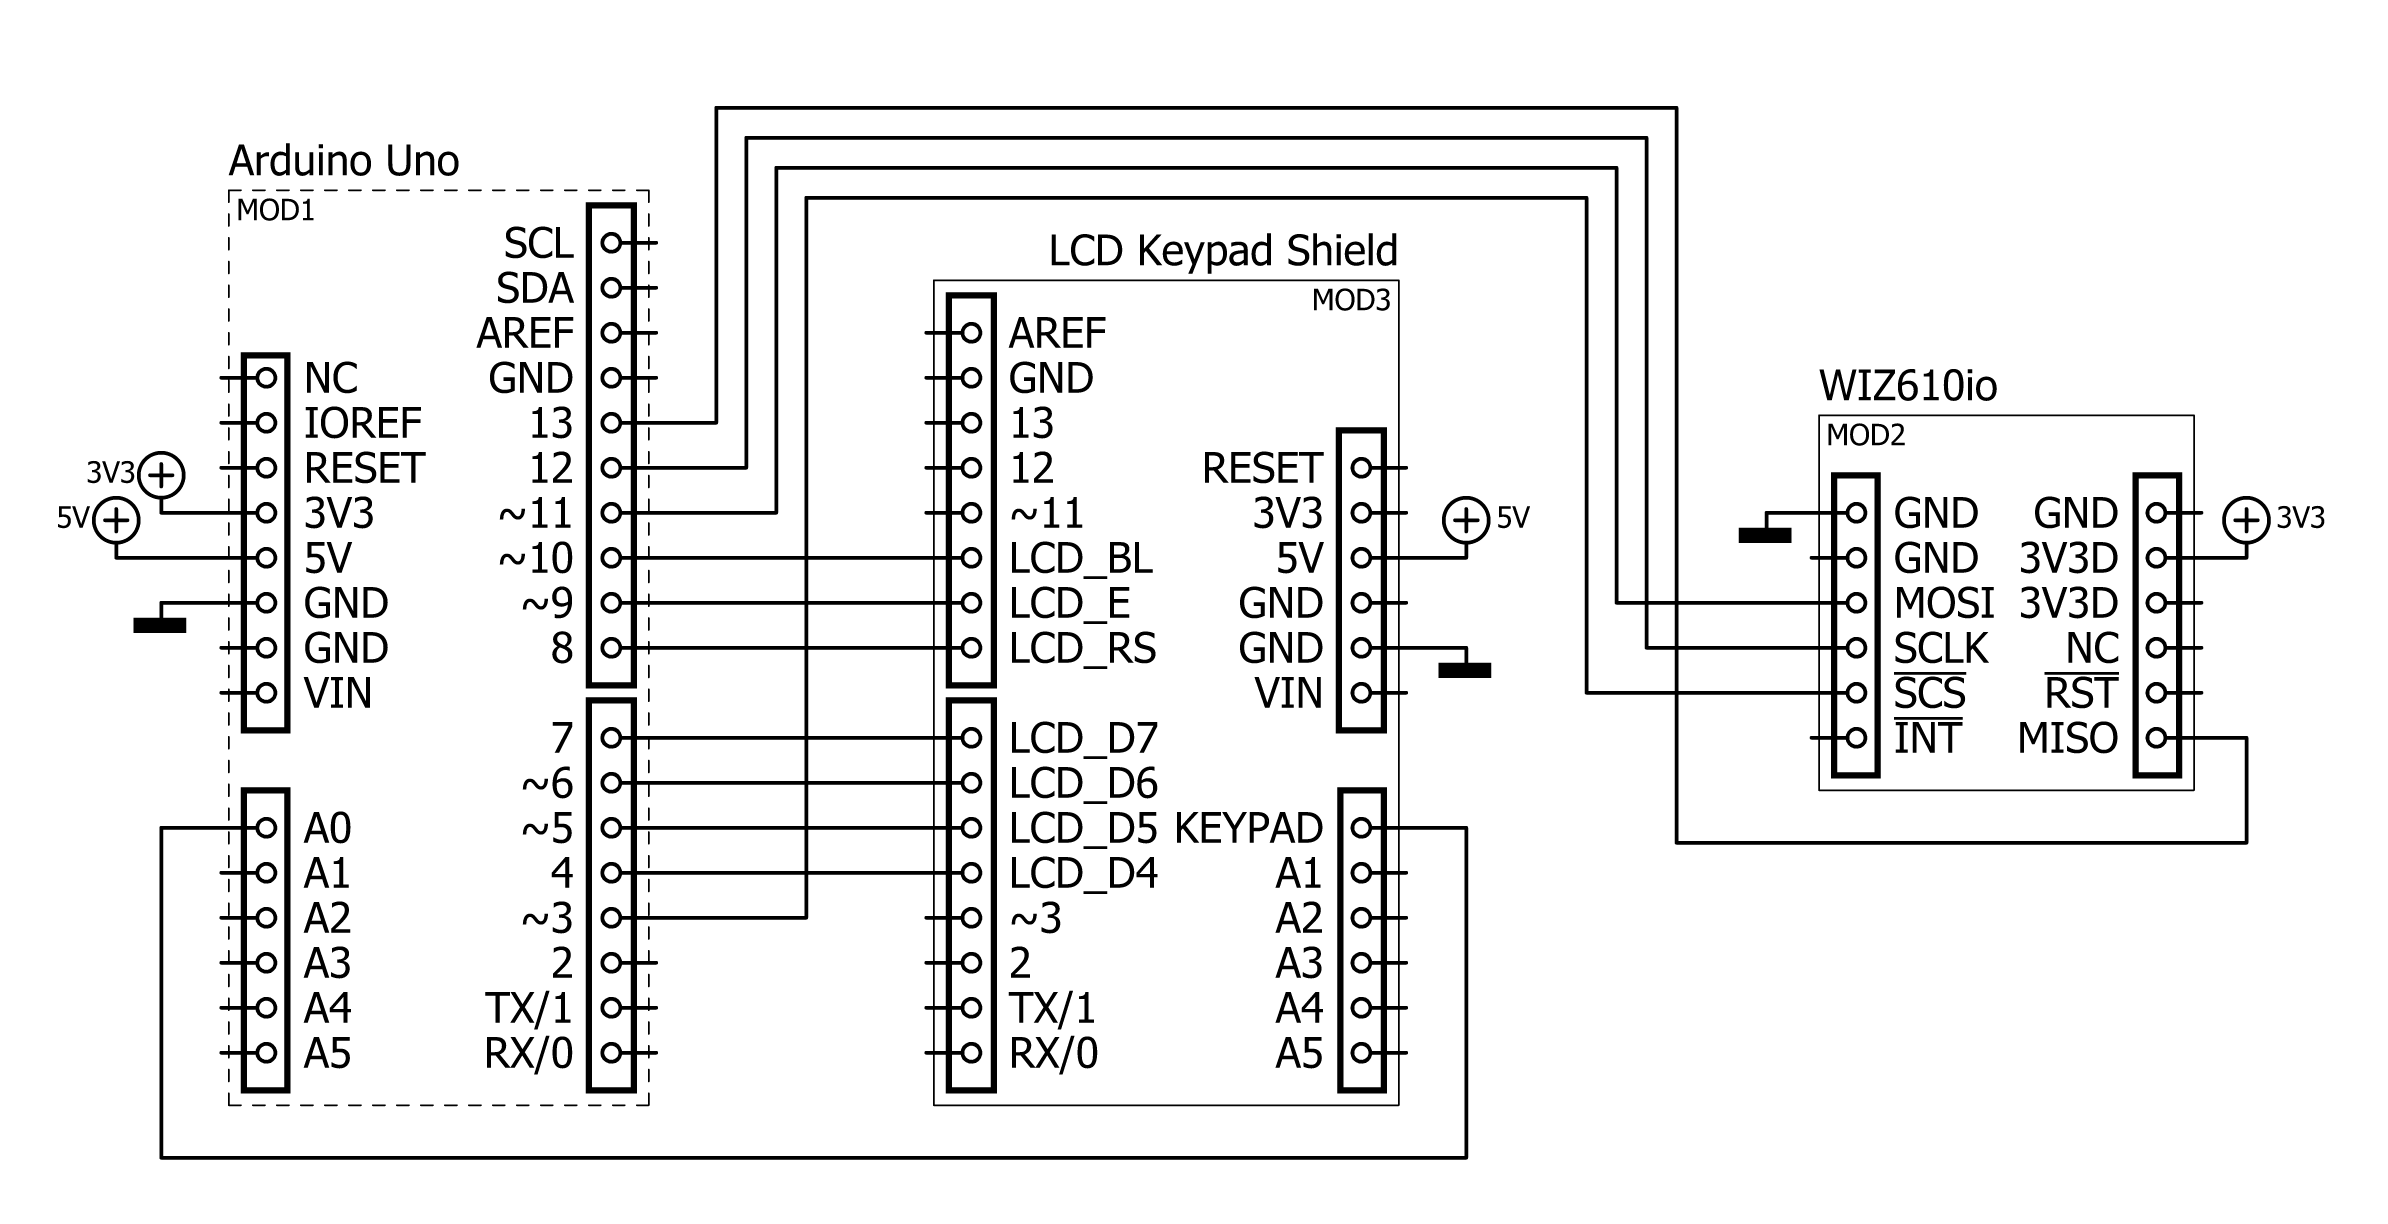 Arduino Uno
MOD1
SCL
SDA
AREF
GND
13
12
~11
~10
~9
8
NC
IOREF
RESET
3V3
5V
GND
GND
VIN
3V3
5V
7
~6
~5
4
~3
2
TX/1
RX/0
A0
A1
A2
A3
A4
A5
LCD Keypad Shield
MOD3
AREF
GND
13
12
~11
LCD_BL
LCD_E
LCD_RS
LCD_D7
LCD_D6
LCD_D5
LCD_D4
~3
2
TX/1
RX/0
RESET
3V3
5V
GND
GND
VIN
5V
KEYPAD
A1
A2
A3
A4
A5
WIZ610io
MOD2
GND
GND
MOSI
SCLK
SCS
INT
GND
3V3D
3V3D
NC
RST
MISO
3V3